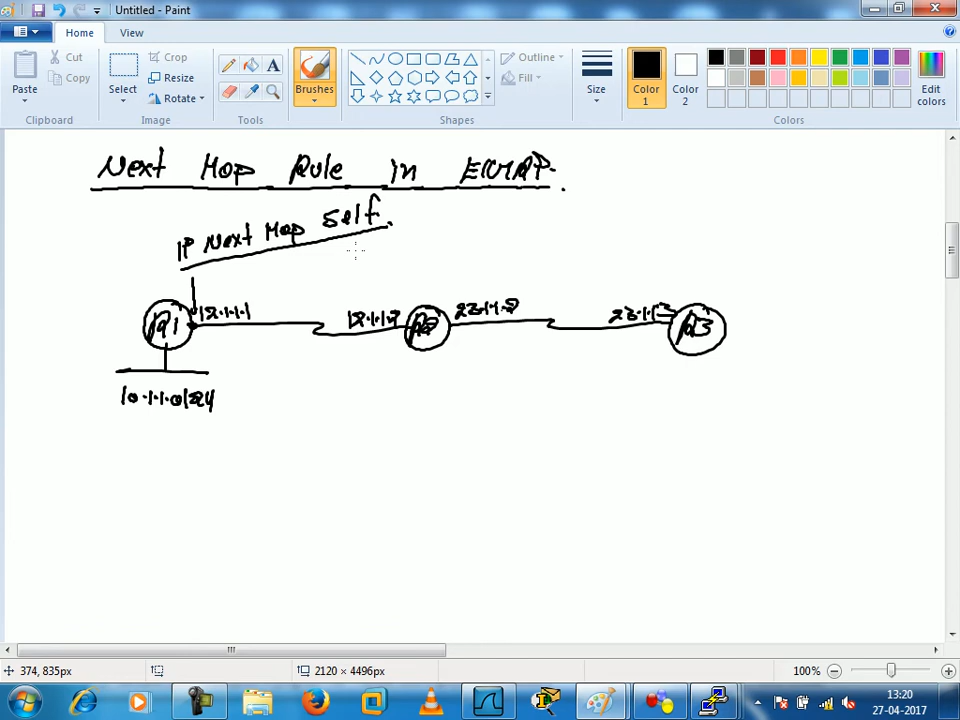 Untitled - Paint
Home View
Cut
Copy
Paste
Clipboard
Crop
Resize
Rotate
Select
Image
Tools
Brushes
Outline
Fill
Shapes
Size
Color 1
Color 2
Edit colors
Colors
Next Hop Rule in EIGRP.
IP Next Hop Self.
R1 12.1.1.1 12.1.1.2 R2 23.1.1.2 23.1.1.3 R3
10.1.1.0/24
374, 835px 2120 × 4496px 100%
13:20
27-04-2017